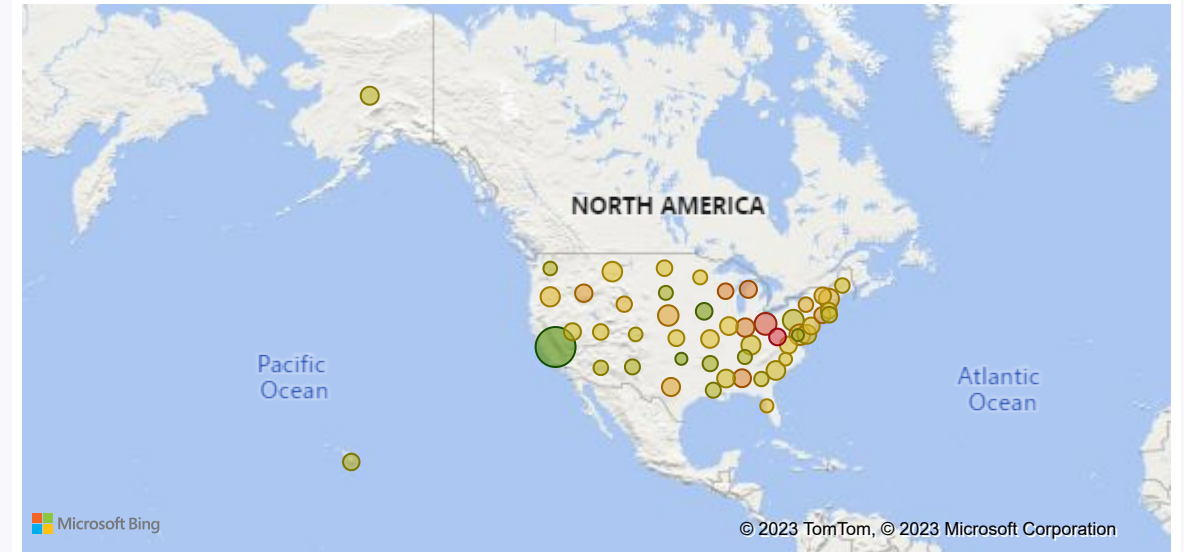 NORTH AMERICA
Pacific
Ocean
Atlantic
Ocean
Microsoft Bing
© 2023 TomTom, © 2023 Microsoft Corporation